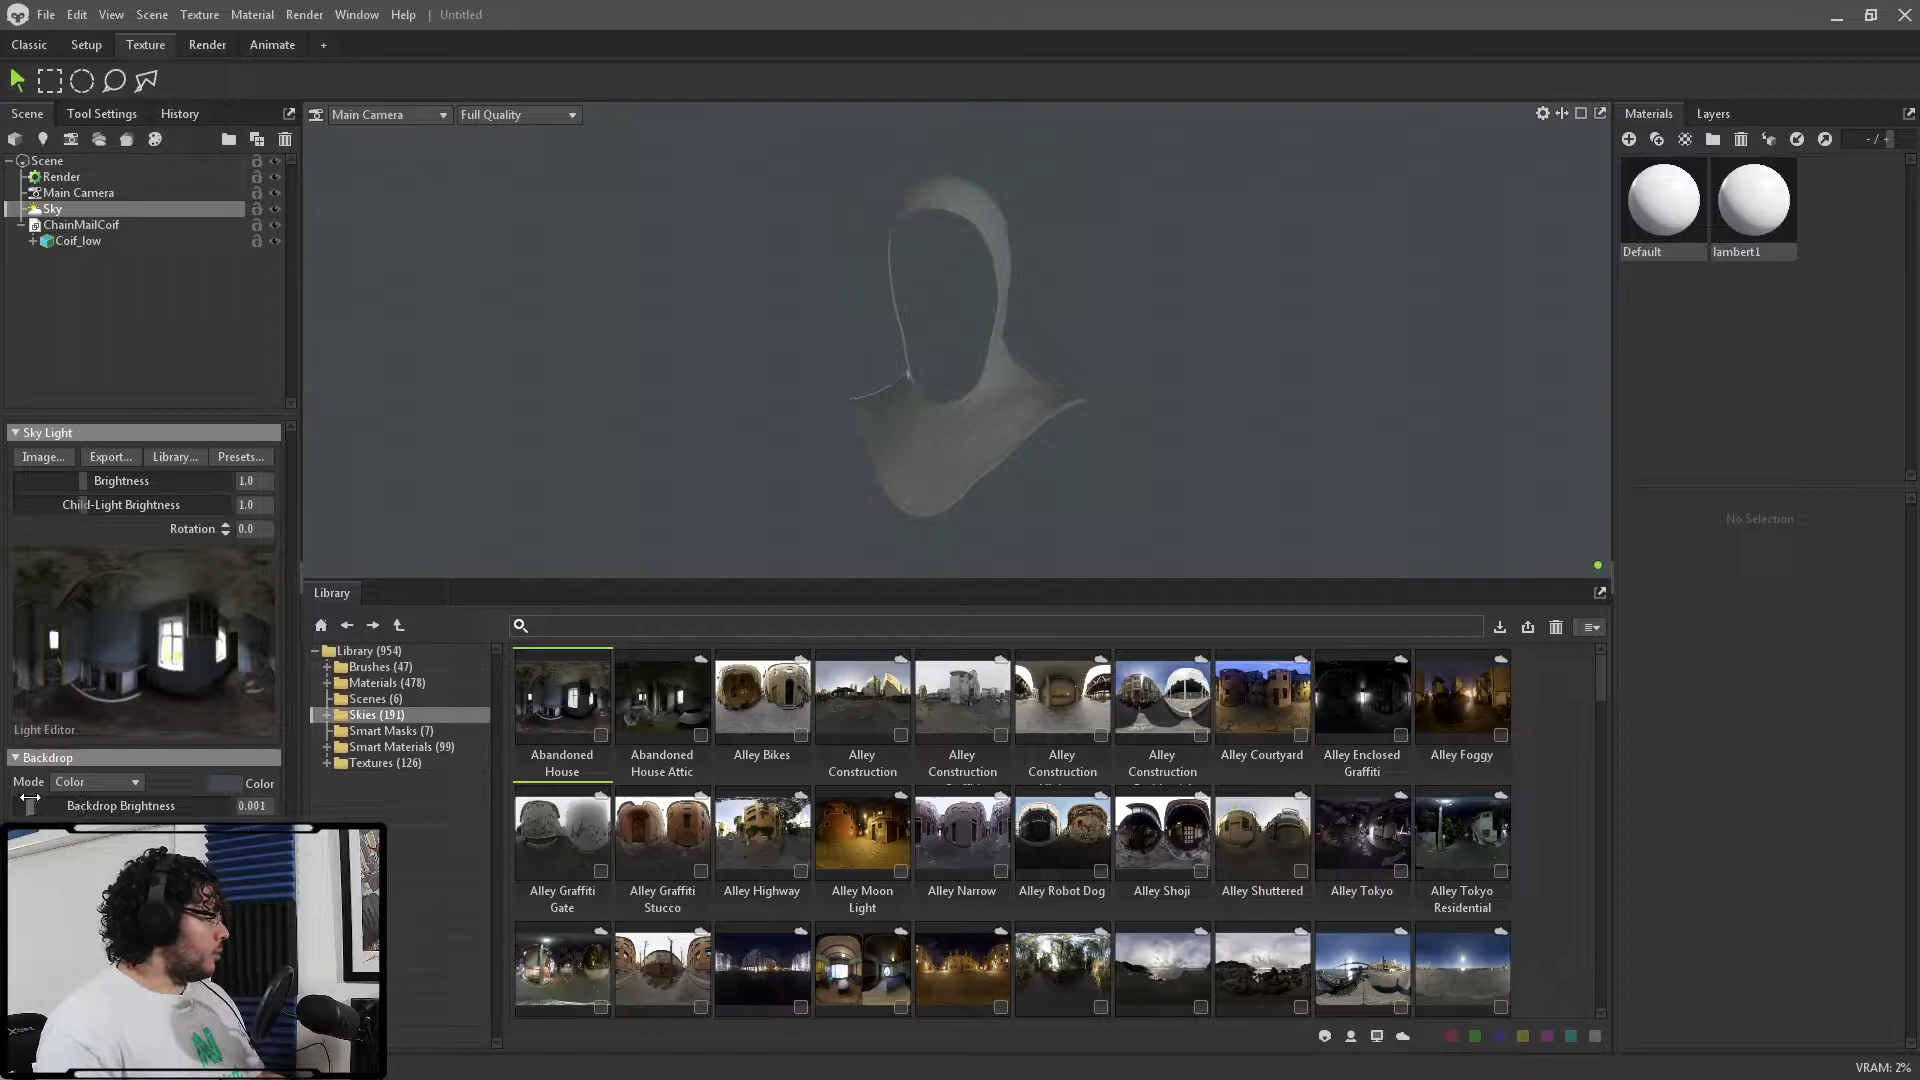 File Edit View Scene Texture Material Render Window Help | Untitled
Classic Setup Texture Render Animate +
Scene Tool Settings History
Main Camera Full Quality
Materials Layers
- / -
Scene
Render
Main Camera
Sky
ChainMailCoif
Coif_low
Default lambert1
Sky Light
Image... Export... Library... Presets...
Brightness 1.0
Child-Light Brightness 1.0
Rotation 0.0
Light Editor
Backdrop
Mode Color Color
Backdrop Brightness 0.001
No Selection
Library
Library (954)
Brushes (47)
Materials (478)
Scenes (6)
Skies (191)
Smart Masks (7)
Smart Materials (99)
Textures (126)
Abandoned House
Abandoned House Attic
Alley Bikes
Alley Construction
Alley Construction
Alley Construction
Alley Construction
Alley Courtyard
Alley Enclosed Graffiti
Alley Foggy
Alley Graffiti Gate
Alley Graffiti Stucco
Alley Highway
Alley Moon Light
Alley Narrow
Alley Robot Dog
Alley Shoji
Alley Shuttered
Alley Tokyo
Alley Tokyo Residential
VRAM: 2%